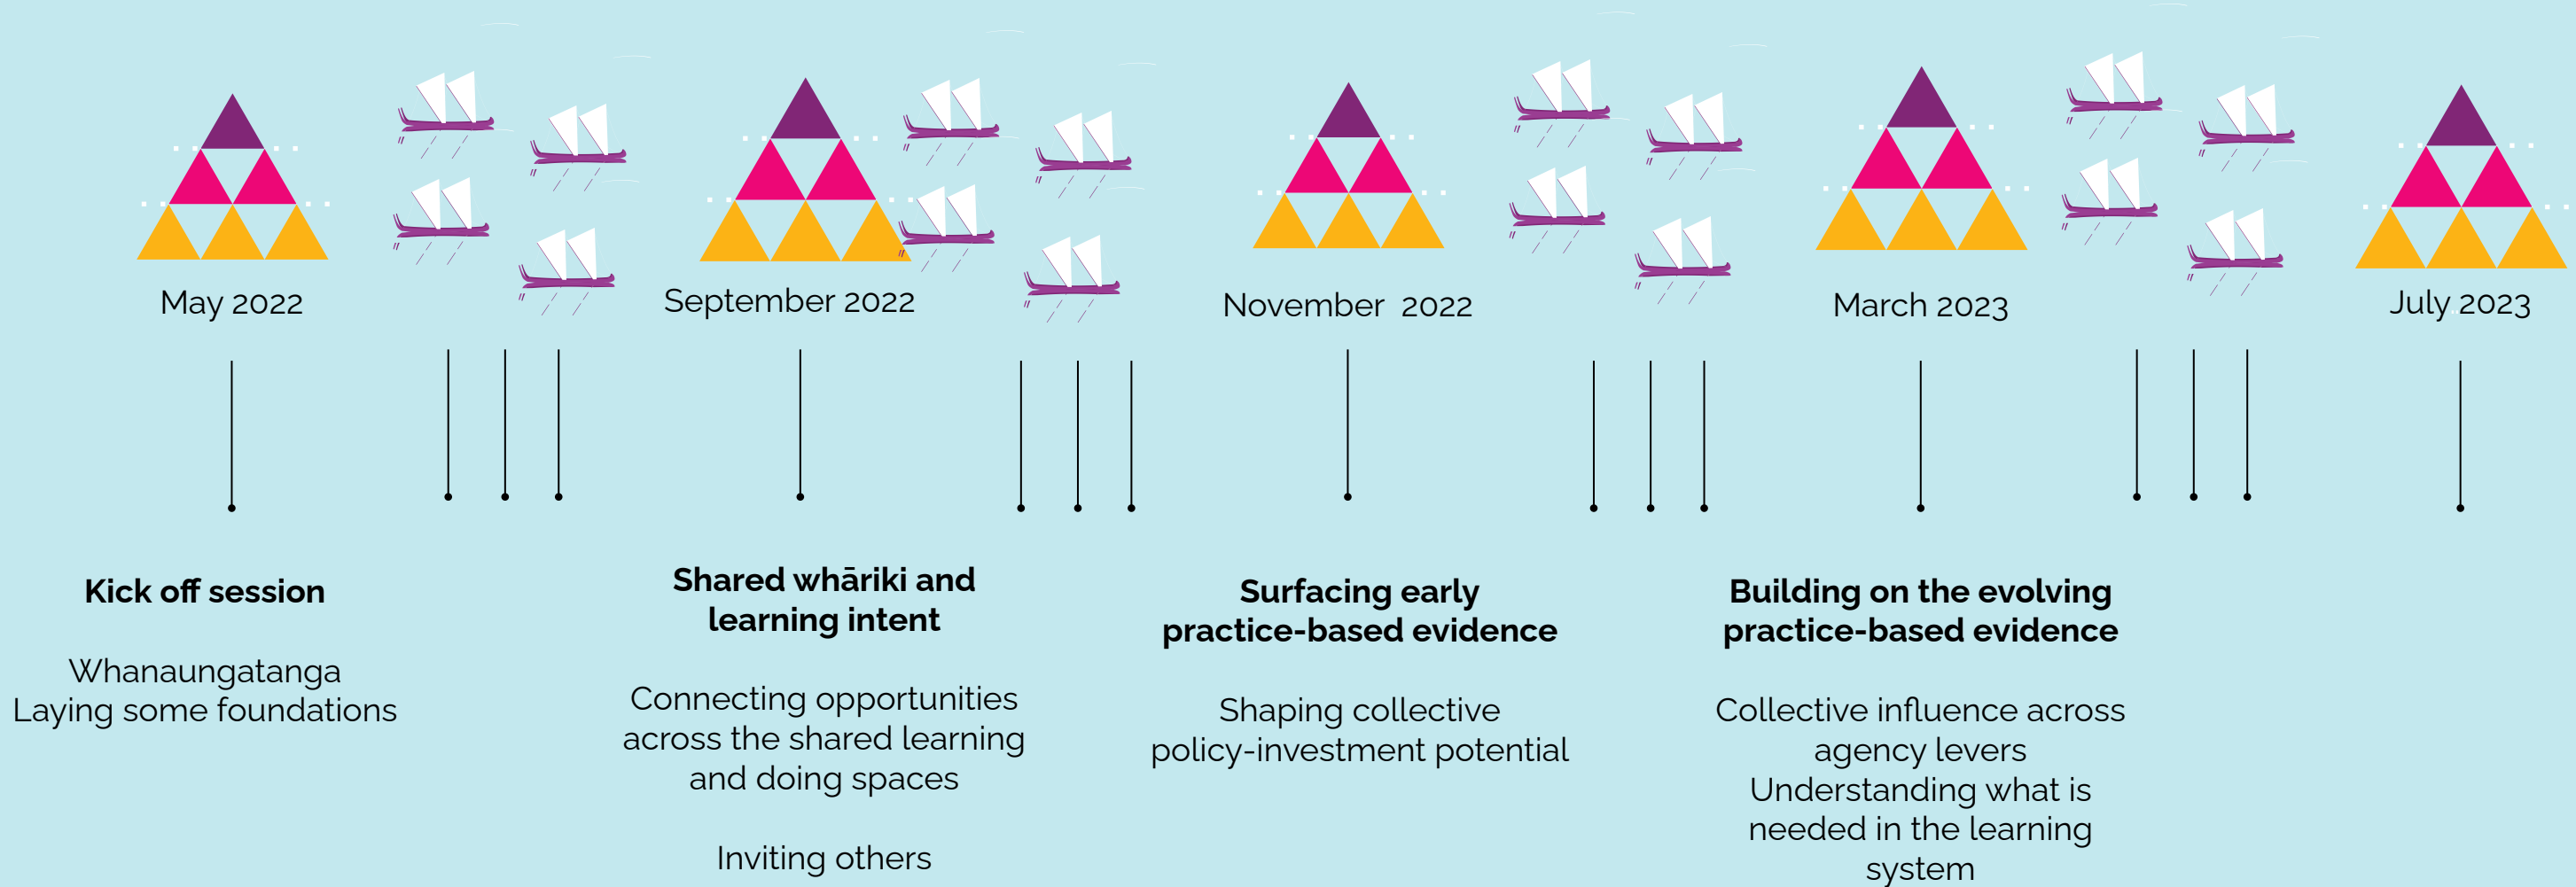 May 2022
September 2022
November 2022
March 2023
July 2023
Kick off session
Whanaungatanga
Laying some foundations
Shared whāriki and
learning intent
Connecting opportunities
across the shared learning
and doing spaces
Inviting others
Surfacing early
practice-based evidence
Shaping collective
policy-investment potential
Building on the evolving
practice-based evidence
Collective influence across
agency levers
Understanding what is
needed in the learning
system